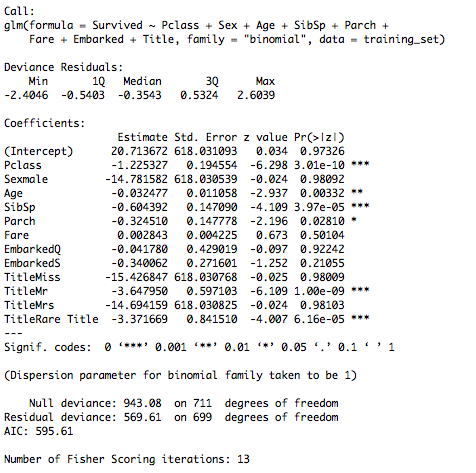 Call:
glm(formula = Survived ~ Pclass + Sex + Age + SibSp + Parch +
    Fare + Embarked + Title, family = "binomial", data = training_set)

Deviance Residuals:
    Min      1Q  Median      3Q     Max
-2.4046 -0.5403 -0.3543  0.5324  2.6039

Coefficients:
                  Estimate Std. Error z value Pr(>|z|)
(Intercept)      20.713672 618.031093   0.034  0.97326
Pclass           -1.225327   0.194554  -6.298 3.01e-10 ***
Sexmale         -14.781582 618.030539  -0.024  0.98092
Age              -0.032477   0.011058  -2.937  0.00332 **
SibSp            -0.604392   0.147090  -4.109 3.97e-05 ***
Parch            -0.324510   0.147778  -2.196  0.02810 *
Fare              0.002843   0.004225   0.673  0.50104
EmbarkedQ        -0.041780   0.429019  -0.097  0.92242
EmbarkedS        -0.340062   0.271601  -1.252  0.21055
TitleMiss       -15.426847 618.030768  -0.025  0.98009
TitleMr          -3.647950   0.597103  -6.109 1.00e-09 ***
TitleMrs        -14.694159 618.030825  -0.024  0.98103
TitleRare Title  -3.371669   0.841510  -4.007 6.16e-05 ***
---
Signif. codes:  0 ‘***’ 0.001 ‘**’ 0.01 ‘*’ 0.05 ‘.’ 0.1 ‘ ’ 1

(Dispersion parameter for binomial family taken to be 1)

    Null deviance: 943.08  on 711  degrees of freedom
Residual deviance: 569.61  on 699  degrees of freedom
AIC: 595.61

Number of Fisher Scoring iterations: 13